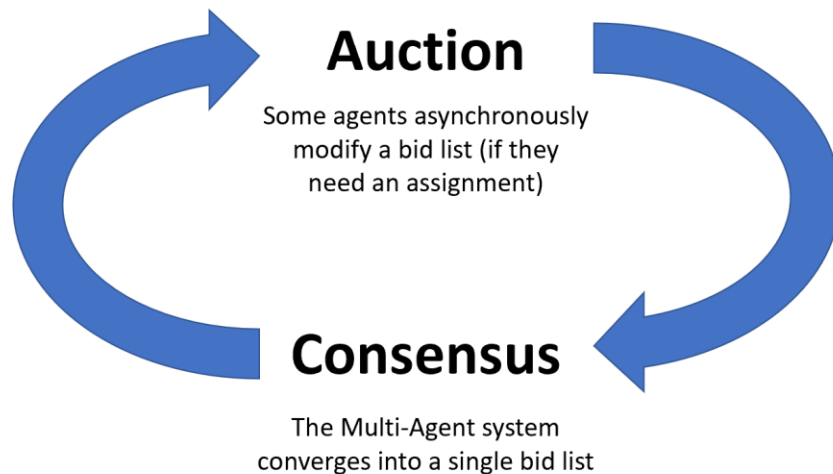 Auction
Some agents asynchronously
modify a bid list (if they
need an assignment)
Consensus
The Multi-Agent system
converges into a single bid list